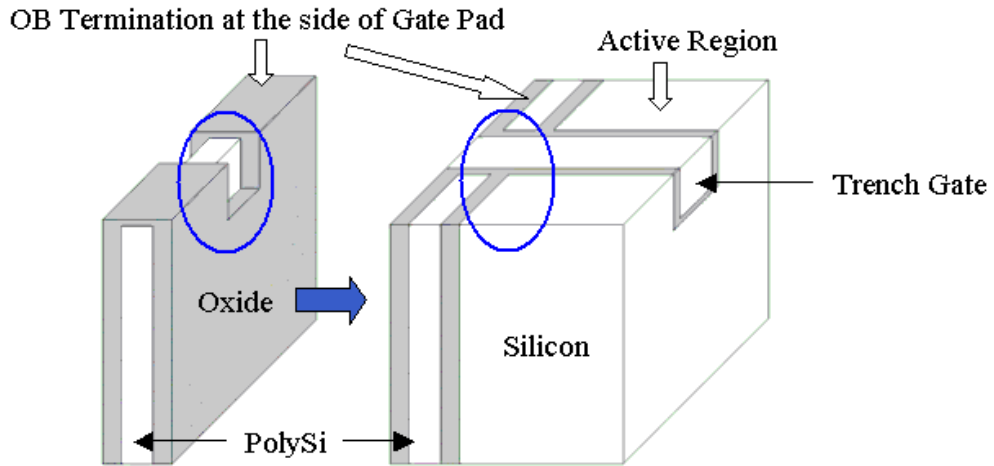 OB Termination at the side of Gate Pad
Active Region
Trench Gate
Oxide
Silicon
PolySi